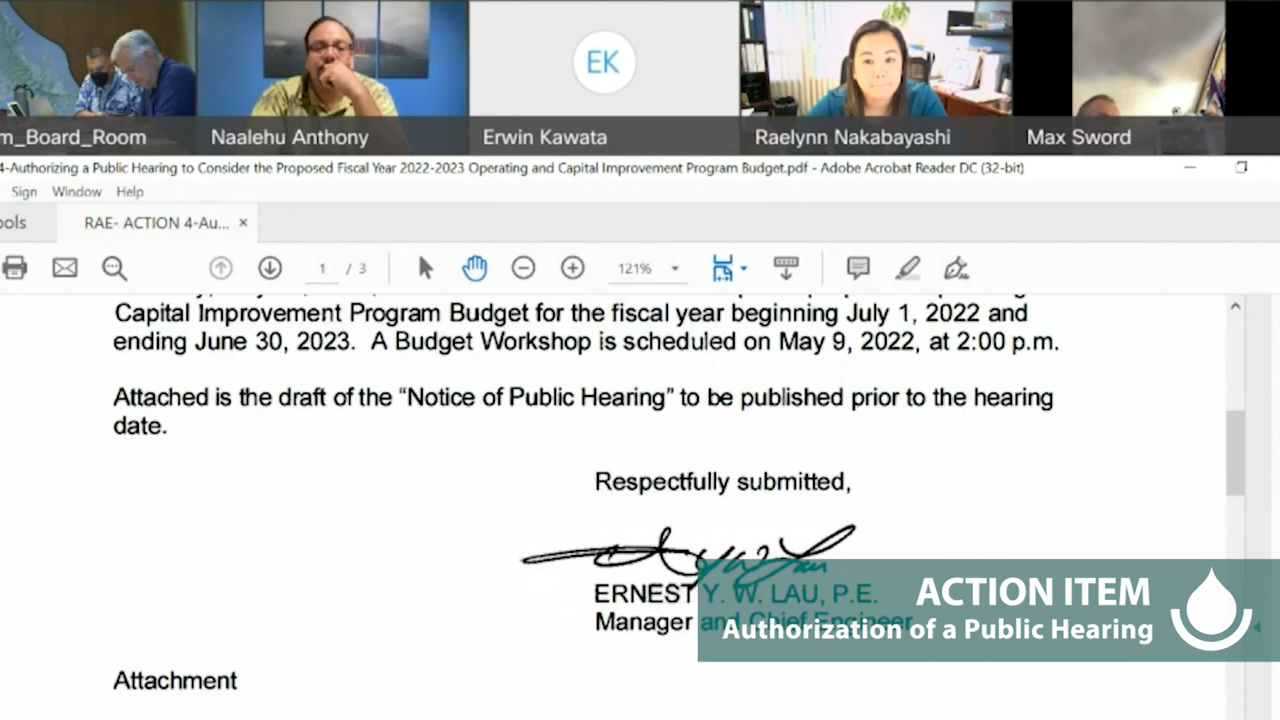 m_Board_Room
Naalehu Anthony
EK
Erwin Kawata
Raelynn Nakabayashi
Max Sword
4-Authorizing a Public Hearing to Consider the Proposed Fiscal Year 2022-2023 Operating and Capital Improvement Program Budget.pdf - Adobe Acrobat Reader DC (32-bit)
Sign Window Help
ools
RAE- ACTION 4-Au... ×
1 / 3
121%
Capital Improvement Program Budget for the fiscal year beginning July 1, 2022 and
ending June 30, 2023. A Budget Workshop is scheduled on May 9, 2022, at 2:00 p.m.
Attached is the draft of the “Notice of Public Hearing” to be published prior to the hearing
date.
Respectfully submitted,
ERNEST Y. W. LAU, P.E.
Manager and Chief Engineer
ACTION ITEM
Authorization of a Public Hearing
Attachment